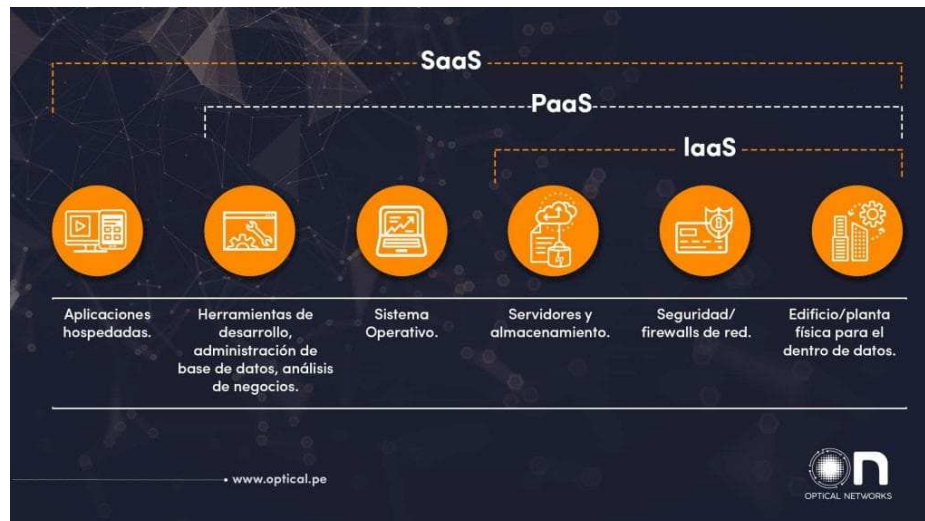 SaaS
PaaS
IaaS
Aplicaciones
hospedadas.
Herramientas de
desarrollo,
administración de
base de datos, análisis
de negocios.
Sistema
Operativo.
Servidores y
almacenamiento.
Seguridad/
firewalls de red.
Edificio/planta
física para el
dentro de datos.
www.optical.pe
On
OPTICAL NETWORKS